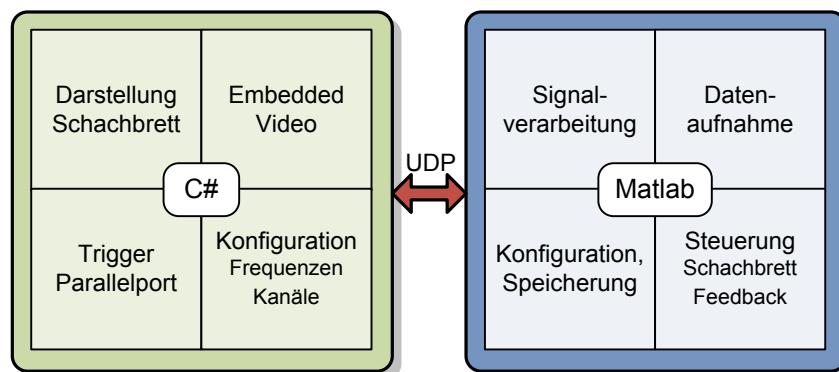 Darstellung
Schachbrett
Embedded
Video
C#
Trigger
Parallelport
Konfiguration
Frequenzen
Kanäle
UDP
Signal-
verarbeitung
Daten-
aufnahme
Matlab
Konfiguration,
Speicherung
Steuerung
Schachbrett
Feedback